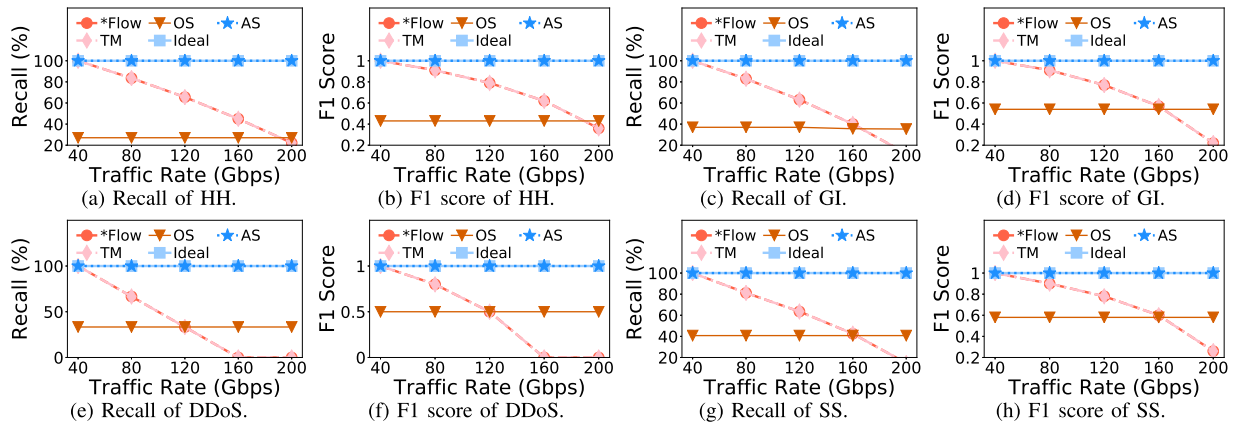 *Flow OS AS
TM Ideal
Recall (%)
100
80
60
40
20
40 80 120 160 200
Traffic Rate (Gbps)
(a) Recall of HH.
*Flow OS AS
TM Ideal
F1 Score
1
0.8
0.6
0.4
0.2
40 80 120 160 200
Traffic Rate (Gbps)
(b) F1 score of HH.
*Flow OS AS
TM Ideal
Recall (%)
100
80
60
40
20
40 80 120 160 200
Traffic Rate (Gbps)
(c) Recall of GI.
*Flow OS AS
TM Ideal
F1 Score
1
0.8
0.6
0.4
0.2
40 80 120 160 200
Traffic Rate (Gbps)
(d) F1 score of GI.
*Flow OS AS
TM Ideal
Recall (%)
100
50
0
40 80 120 160 200
Traffic Rate (Gbps)
(e) Recall of DDoS.
*Flow OS AS
TM Ideal
F1 Score
1
0.5
0
40 80 120 160 200
Traffic Rate (Gbps)
(f) F1 score of DDoS.
*Flow OS AS
TM Ideal
Recall (%)
100
80
60
40
20
40 80 120 160 200
Traffic Rate (Gbps)
(g) Recall of SS.
*Flow OS AS
TM Ideal
F1 Score
1
0.8
0.6
0.4
0.2
40 80 120 160 200
Traffic Rate (Gbps)
(h) F1 score of SS.